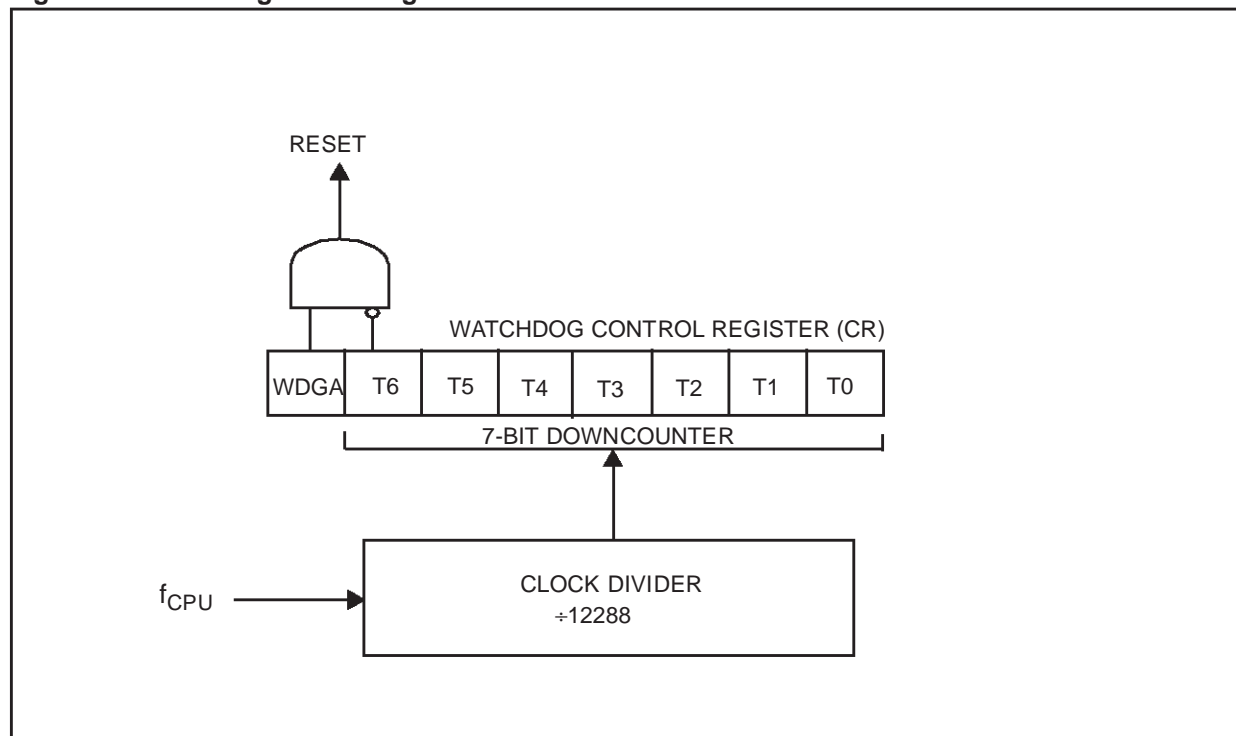 RESET
WATCHDOG CONTROL REGISTER (CR)
WDGA T6 T5 T4 T3 T2 T1 T0
7-BIT DOWNCOUNTER
fCPU
CLOCK DIVIDER
÷12288